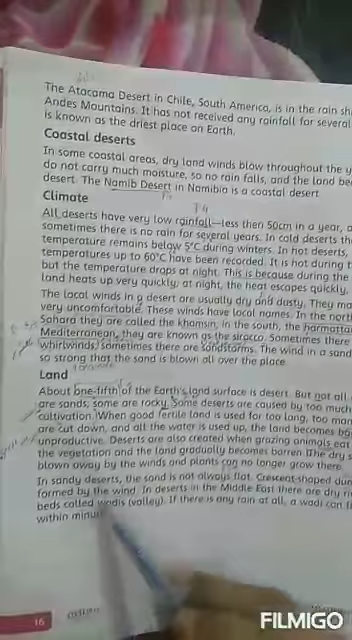 The Atacama Desert in Chile, South America, is in the rain sh
Andes Mountains. It has not received any rainfall for several
is known as the driest place on Earth.
Coastal deserts
In some coastal areas, dry land winds blow throughout the y
do not carry much moisture, so no rain falls, and the land be
desert. The Namib Desert in Namibia is a coastal desert.
Climate
All deserts have very low rainfall—less then 50cm in a year, a
sometimes there is no rain for several years. In cold deserts th
temperature remains below 5°C during winters. In hot deserts,
temperatures up to 60°C have been recorded. It is hot during t
but the temperature drops at night. This is because during the
land heats up very quickly; at night, the heat escapes quickly.
The local winds in a desert are usually dry and dusty. They ma
very uncomfortable. These winds have local names. In the north
Sahara they are called the khamsin, in the south, the harmatta
Mediterranean, they are known as the sirocco. Sometimes there
whirlwinds; sometimes there are sandstorms. The wind in a sand
so strong that the sand is blown all over the place.
Land
About one-fifth of the Earth's land surface is desert. But not all
are sands; some are rocky. Some deserts are caused by too much
cultivation. When good fertile land is used for too long, too man
are cut down, and all the water is used up, the land becomes ba
unproductive. Deserts are also created when grazing animals eat
the vegetation and the land gradually becomes barren. The dry s
blown away by the winds and plants can no longer grow there.
In sandy deserts, the sand is not always flat. Crescent-shaped dun
formed by the wind. In deserts in the Middle East there are dry ri
beds called wadis (valley). If there is any rain at all, a wadi can f
within minu
16
FILMIGO